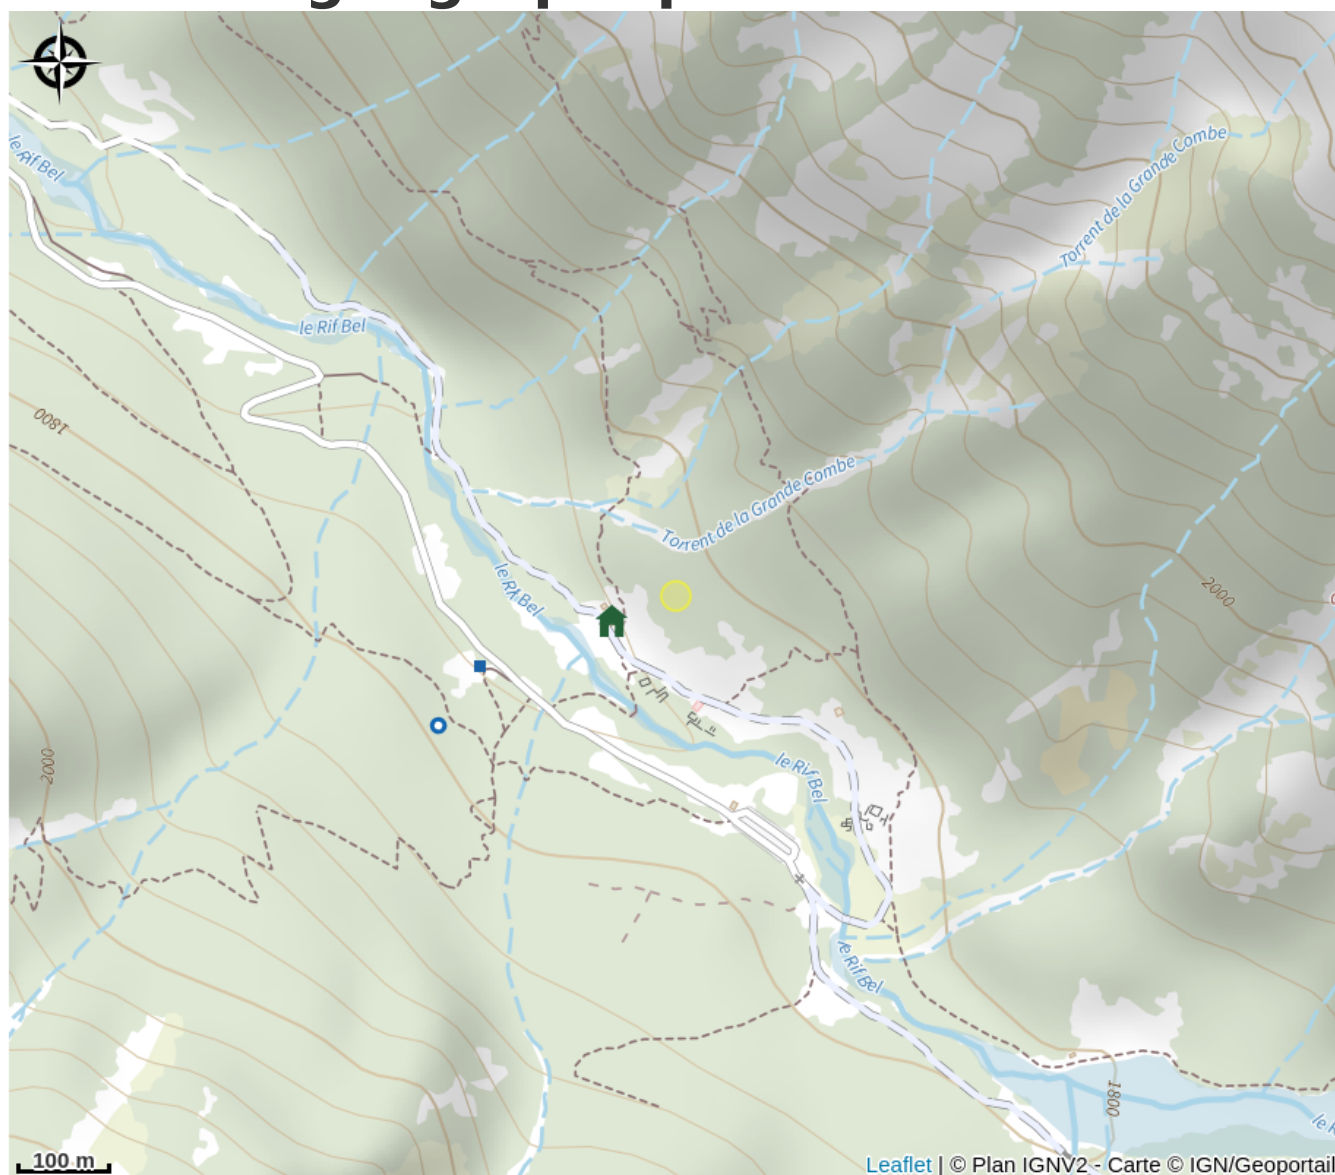 Torrent de la Grande Combe
le Rif Bel
le Rif Bel
1800
Torrent de la Grande Combe
le Rif Bel
2000
2000
le Rif Bel
le Rif Bel
1800
100 m
Leaflet | © Plan IGNV2 - Carte © IGN/Geoportail